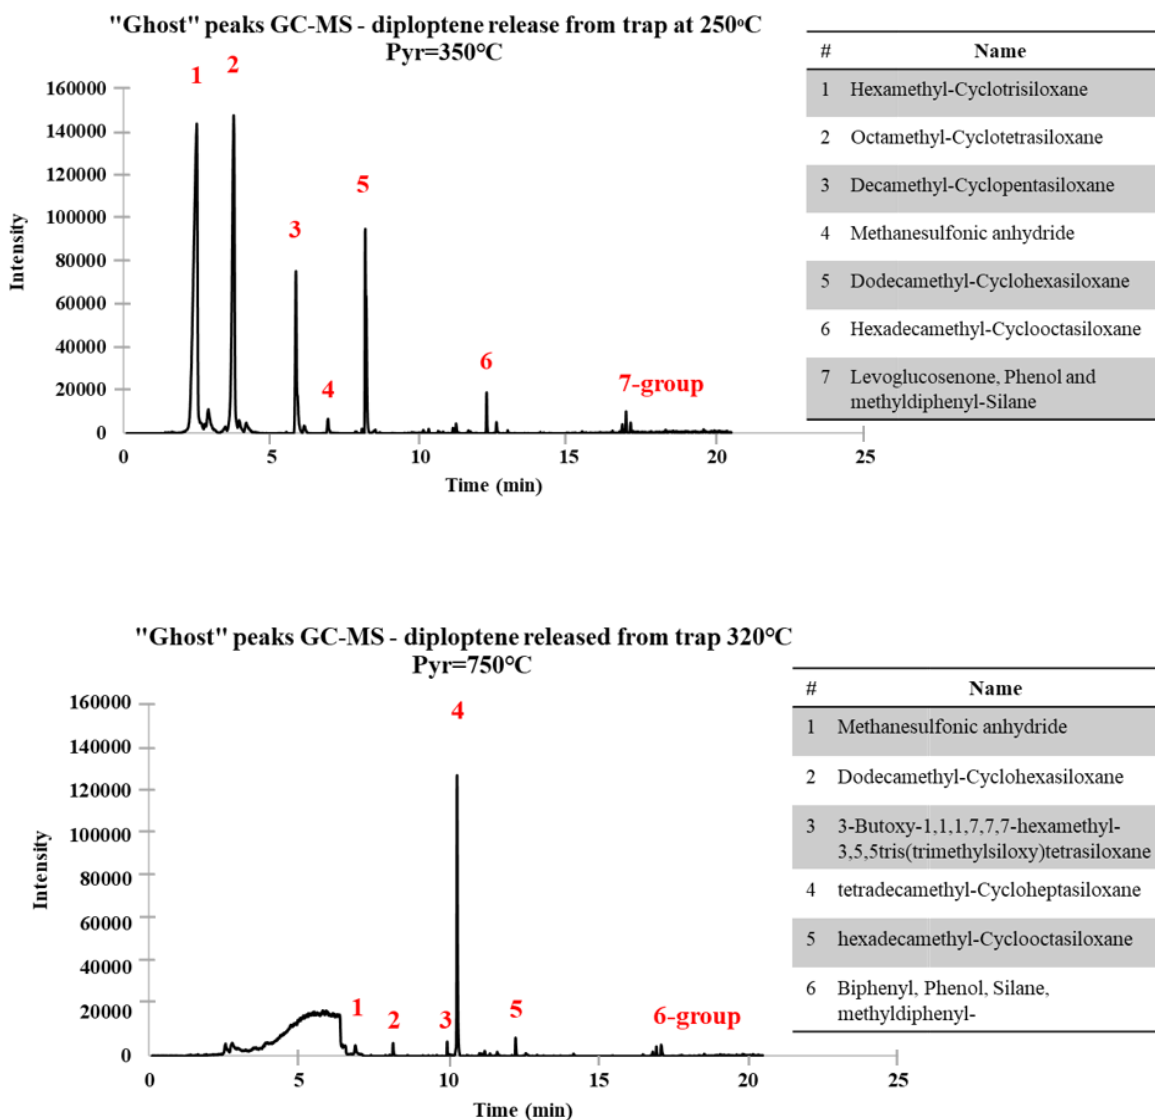 "Ghost" peaks GC-MS - diploptene release from trap at 250°C
Pyr=350°C
# Name
1 Hexamethyl-Cyclotrisiloxane
2 Octamethyl-Cyclotetrasiloxane
3 Decamethyl-Cyclopentasiloxane
4 Methanesulfonic anhydride
5 Dodecamethyl-Cyclohexasiloxane
6 Hexadecamethyl-Cyclooctasiloxane
7 Levoglucosenone, Phenol and
methyldiphenyl-Silane
Intensity
160000
140000
120000
100000
80000
60000
40000
20000
0
1
2
3
4
5
6
7-group
0 5 10 15 20 25
Time (min)
"Ghost" peaks GC-MS - diploptene released from trap 320°C
Pyr=750°C
# Name
1 Methanesulfonic anhydride
2 Dodecamethyl-Cyclohexasiloxane
3 3-Butoxy-1,1,1,7,7,7-hexamethyl-
3,5,5tris(trimethylsiloxy)tetrasiloxane
4 tetradecamethyl-Cycloheptasiloxane
5 hexadecamethyl-Cyclooctasiloxane
6 Biphenyl, Phenol, Silane,
methyldiphenyl-
Intensity
160000
140000
120000
100000
80000
60000
40000
20000
0
1
2
3
4
5
6-group
0 5 10 15 20 25
Time (min)